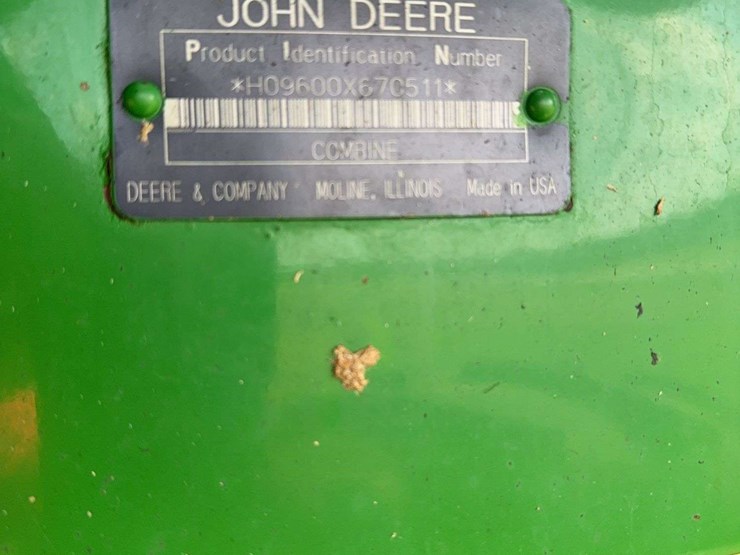 JOHN DEERE
Product Identification Number
*H09600X670511*
COMBINE
DEERE & COMPANY MOLINE, ILLINOIS Made in USA